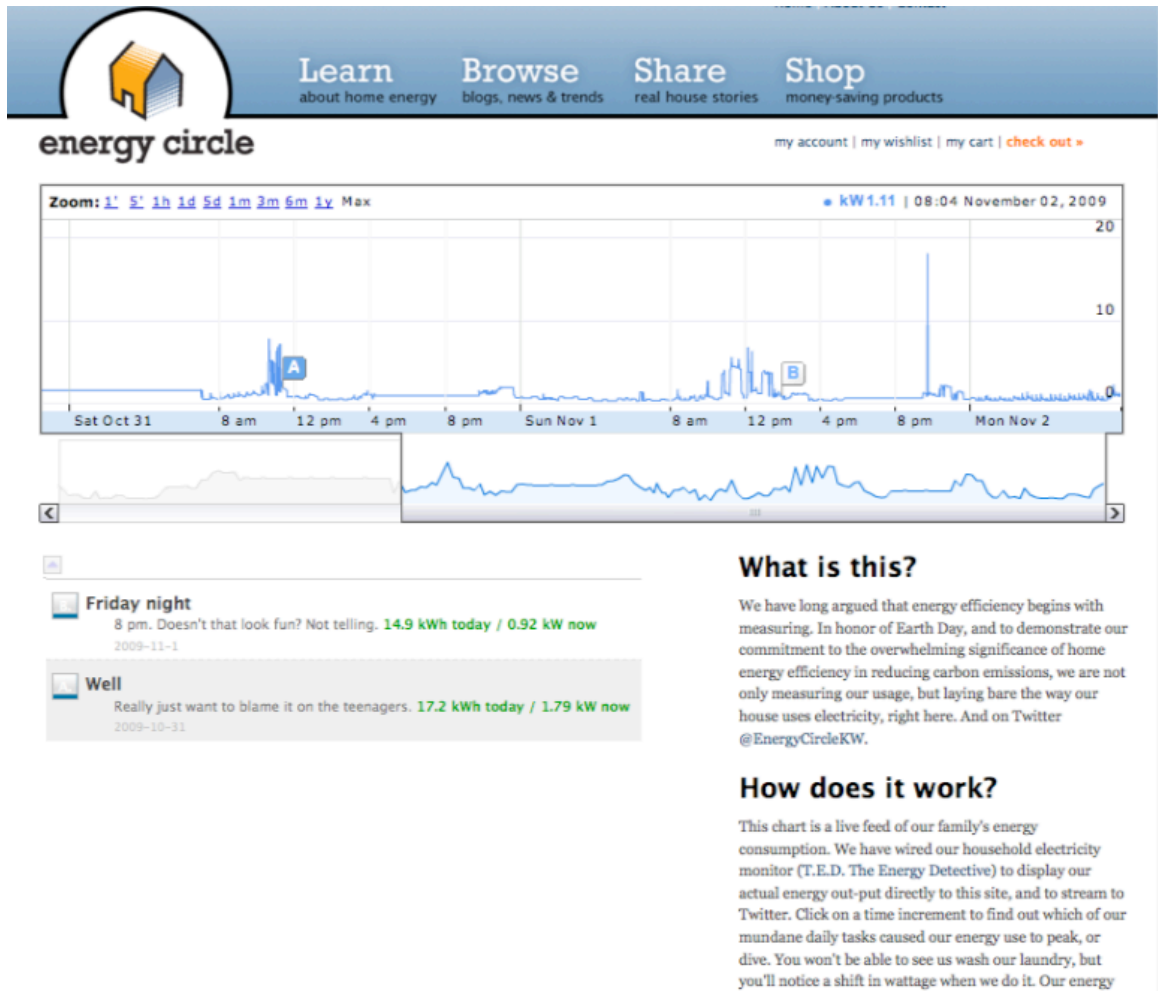 Home | About Us | Contact
Learn
about home energy
Browse
blogs, news & trends
Share
real house stories
Shop
money-saving products
energy circle
my account | my wishlist | my cart | check out »
Zoom: 1' 5' 1h 1d 5d 1m 3m 6m 1y Max
kW 1.11 | 08:04 November 02, 2009
20
10
0
A
B
Sat Oct 31 8 am 12 pm 4 pm 8 pm Sun Nov 1 8 am 12 pm 4 pm 8 pm Mon Nov 2
Friday night
8 pm. Doesn't that look fun? Not telling. 14.9 kWh today / 0.92 kW now
2009-11-1
Well
Really just want to blame it on the teenagers. 17.2 kWh today / 1.79 kW now
2009-10-31
What is this?
We have long argued that energy efficiency begins with
measuring. In honor of Earth Day, and to demonstrate our
commitment to the overwhelming significance of home
energy efficiency in reducing carbon emissions, we are not
only measuring our usage, but laying bare the way our
house uses electricity, right here. And on Twitter
@EnergyCircleKW.
How does it work?
This chart is a live feed of our family's energy
consumption. We have wired our household electricity
monitor (T.E.D. The Energy Detective) to display our
actual energy out-put directly to this site, and to stream to
Twitter. Click on a time increment to find out which of our
mundane daily tasks caused our energy use to peak, or
dive. You won't be able to see us wash our laundry, but
you'll notice a shift in wattage when we do it. Our energy